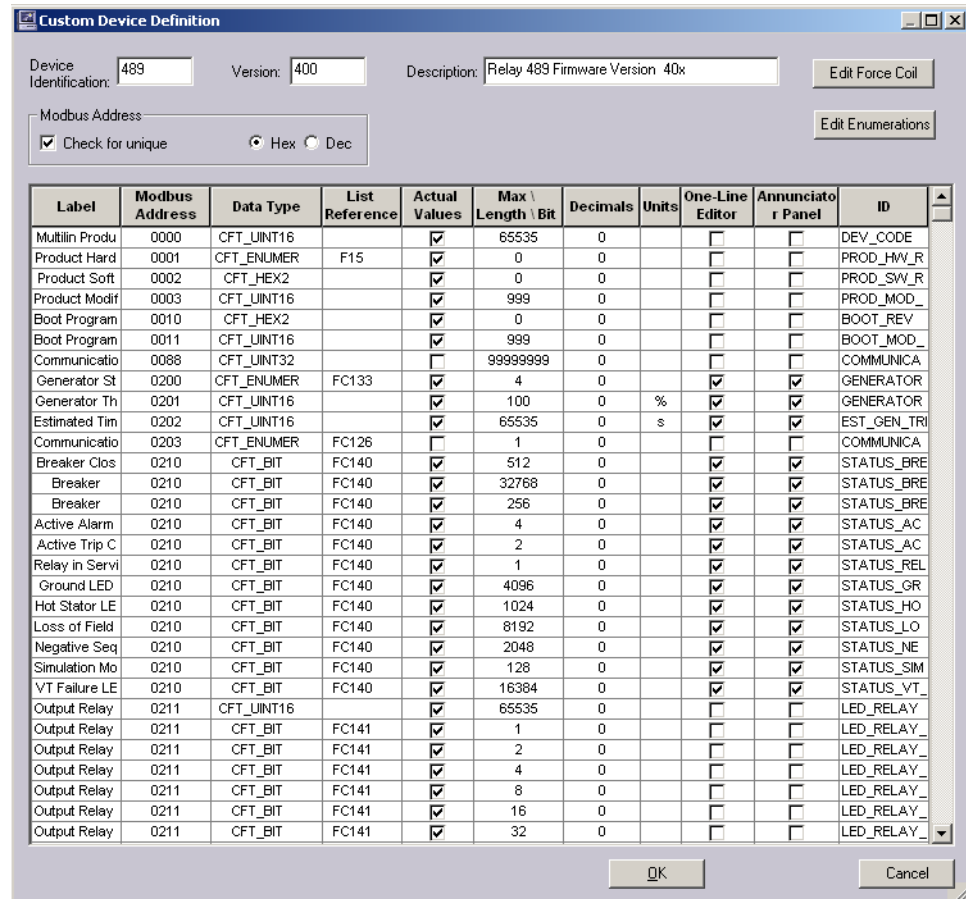 Custom Device Definition
Device Identification: 489 Version: 400 Description: Relay 489 Firmware Version 40x Edit Force Coil
Modbus Address Edit Enumerations
Check for unique Hex Dec
Label Modbus Address Data Type List Reference Actual Values Max \ Length \ Bit Decimals Units One-Line Editor Annunciator Panel ID
Multilin Produ 0000 CFT_UINT16 65535 0 DEV_CODE
Product Hard 0001 CFT_ENUMER F15 0 0 PROD_HW_R
Product Soft 0002 CFT_HEX2 0 0 PROD_SW_R
Product Modif 0003 CFT_UINT16 999 0 PROD_MOD_
Boot Program 0010 CFT_HEX2 0 0 BOOT_REV
Boot Program 0011 CFT_UINT16 999 0 BOOT_MOD_
Communicatio 0088 CFT_UINT32 99999999 0 COMMUNICA
Generator St 0200 CFT_ENUMER FC133 4 0 GENERATOR
Generator Th 0201 CFT_UINT16 100 0 % GENERATOR
Estimated Tim 0202 CFT_UINT16 65535 0 s EST_GEN_TRI
Communicatio 0203 CFT_ENUMER FC126 1 0 COMMUNICA
Breaker Clos 0210 CFT_BIT FC140 512 0 STATUS_BRE
Breaker 0210 CFT_BIT FC140 32768 0 STATUS_BRE
Breaker 0210 CFT_BIT FC140 256 0 STATUS_BRE
Active Alarm 0210 CFT_BIT FC140 4 0 STATUS_AC
Active Trip C 0210 CFT_BIT FC140 2 0 STATUS_AC
Relay in Servi 0210 CFT_BIT FC140 1 0 STATUS_REL
Ground LED 0210 CFT_BIT FC140 4096 0 STATUS_GR
Hot Stator LE 0210 CFT_BIT FC140 1024 0 STATUS_HO
Loss of Field 0210 CFT_BIT FC140 8192 0 STATUS_LO
Negative Seq 0210 CFT_BIT FC140 2048 0 STATUS_NE
Simulation Mo 0210 CFT_BIT FC140 128 0 STATUS_SIM
VT Failure LE 0210 CFT_BIT FC140 16384 0 STATUS_VT_
Output Relay 0211 CFT_UINT16 65535 0 LED_RELAY
Output Relay 0211 CFT_BIT FC141 1 0 LED_RELAY_
Output Relay 0211 CFT_BIT FC141 2 0 LED_RELAY_
Output Relay 0211 CFT_BIT FC141 4 0 LED_RELAY_
Output Relay 0211 CFT_BIT FC141 8 0 LED_RELAY_
Output Relay 0211 CFT_BIT FC141 16 0 LED_RELAY_
Output Relay 0211 CFT_BIT FC141 32 0 LED_RELAY_
OK Cancel